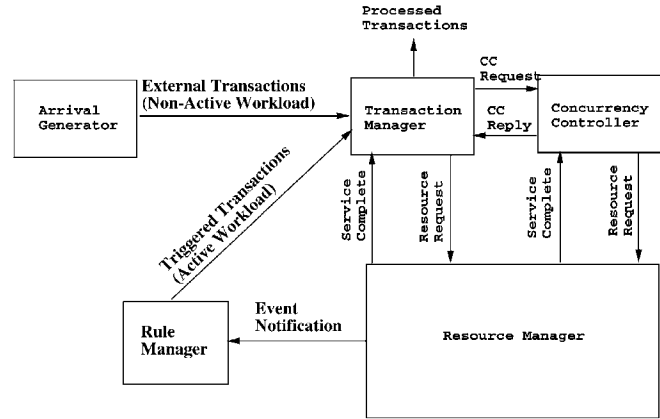 Processed
Transactions
CC
Request
External Transactions
(Non-Active Workload)
Arrival
Generator
Transaction
Manager
CC
Reply
Concurrency
Controller
Triggered Transactions
(Active Workload)
Service
Complete
Resource
Request
Service
Complete
Resource
Request
Event
Notification
Rule
Manager
Resource Manager